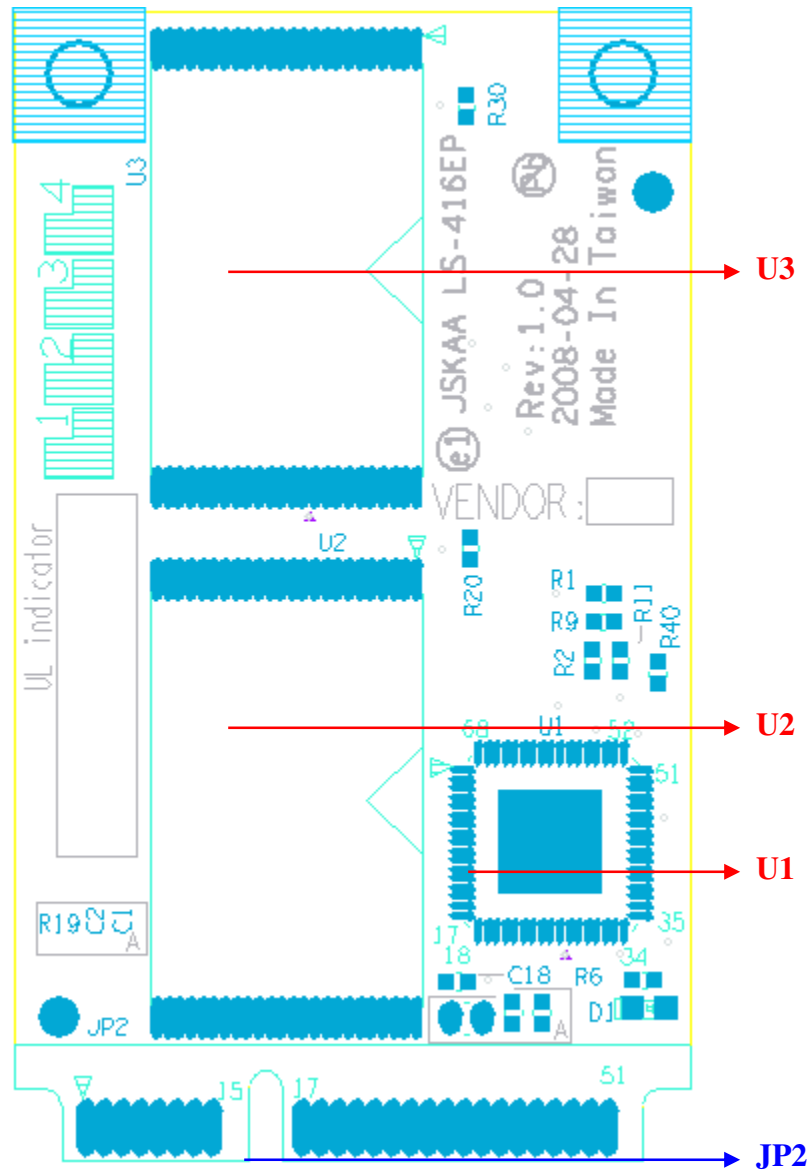 R30
U3
4
3
2
1
e1 JSKAA LS-416EP
Pb
Rev:1.0
2008-04-28
Made In Taiwan
U3
VENDOR:
UL indicator
U2
R20
R1
R9
R2
R11
R40
U2
68
U1
52
51
U1
17
18
35
34
R19
C2
C1
A
C18
R6
D1
A
JP2
15
17
51
JP2